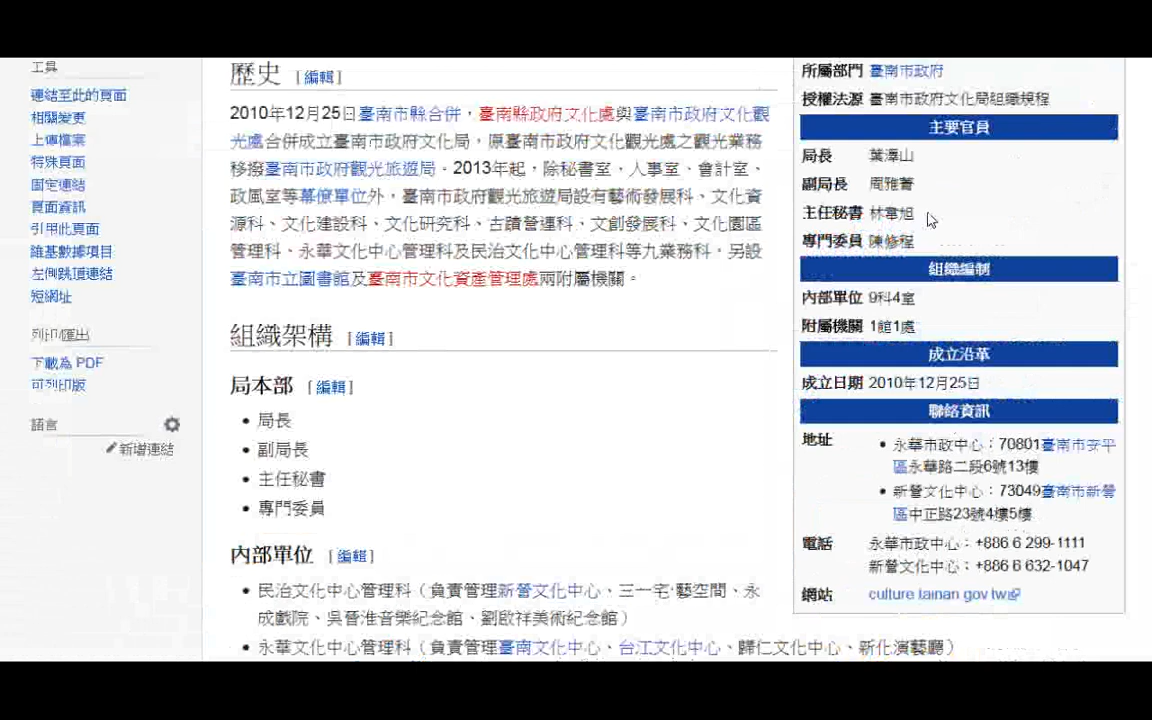 工具
連結至此的頁面
相關變更
上傳檔案
特殊頁面
固定連結
頁面資訊
引用此頁面
維基數據項目
左側跳頂連結
短網址
列印/匯出
下載為 PDF
可列印版
語言
新增連結
歷史 [編輯]
2010年12月25日臺南市縣合併，臺南縣政府文化處與臺南市政府文化觀
光處合併成立臺南市政府文化局，原臺南市政府文化觀光處之觀光業務
移撥臺南市政府觀光旅遊局。2013年起，除秘書室、人事室、會計室、
政風室等幕僚單位外，臺南市政府觀光旅遊局設有藝術發展科、文化資
源科、文化建設科、文化研究科、古蹟營運科、文創發展科、文化園區
管理科、永華文化中心管理科及民治文化中心管理科等九業務科，另設
臺南市立圖書館及臺南市文化資產管理處兩附屬機關。
組織架構 [編輯]
局本部 [編輯]
• 局長
• 副局長
• 主任秘書
• 專門委員
內部單位 [編輯]
• 民治文化中心管理科（負責管理新營文化中心、三一宅·藝空間、永
成戲院、吳晉淮音樂紀念館、劉啟祥美術紀念館）
• 永華文化中心管理科（負責管理臺南文化中心、台江文化中心、歸仁文化中心、新化演藝廳）
所屬部門 臺南市政府
授權法源 臺南市政府文化局組織規程
主要官員
局長 葉澤山
副局長 周雅菁
主任秘書 林韋旭
專門委員 陳修程
組織編制
內部單位 9科4室
附屬機關 1館1處
成立沿革
成立日期 2010年12月25日
聯絡資訊
地址 • 永華市政中心：70801臺南市安平
區永華路二段6號13樓
• 新營文化中心：73049臺南市新營
區中正路23號4樓5樓
電話 永華市政中心：+886 6 299-1111
新營文化中心：+886 6 632-1047
網站 culture.tainan.gov.tw